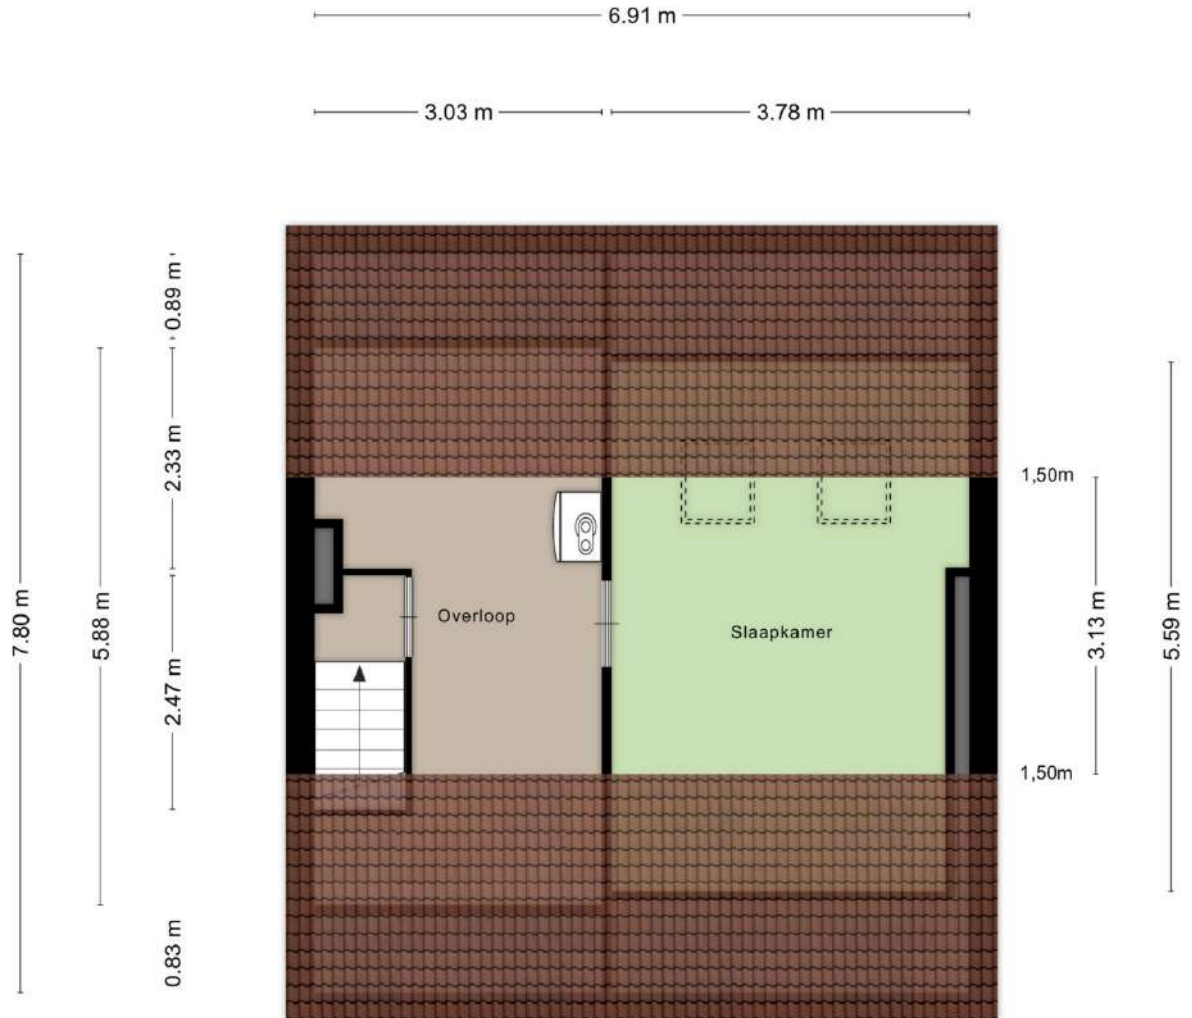 6.91 m
3.03 m
3.78 m
0.89 m
2.33 m
1,50m
7.80 m
5.88 m
Overloop
Slaapkamer
3.13 m
5.59 m
2.47 m
1,50m
0.83 m